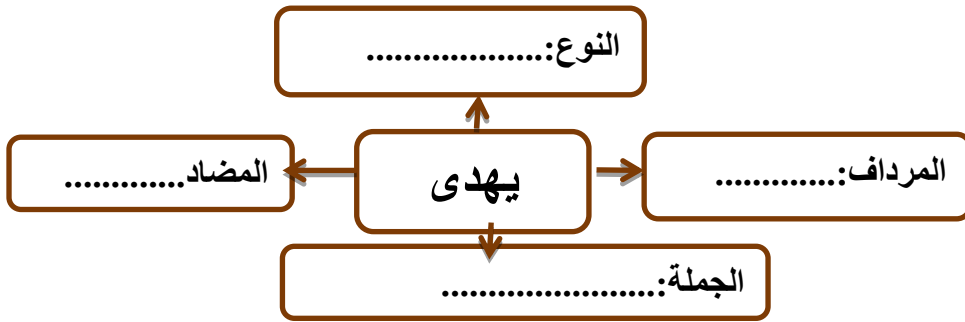 النوع:...................
المرداف:.............
يهدى
المضاد.............
الجملة:.......................